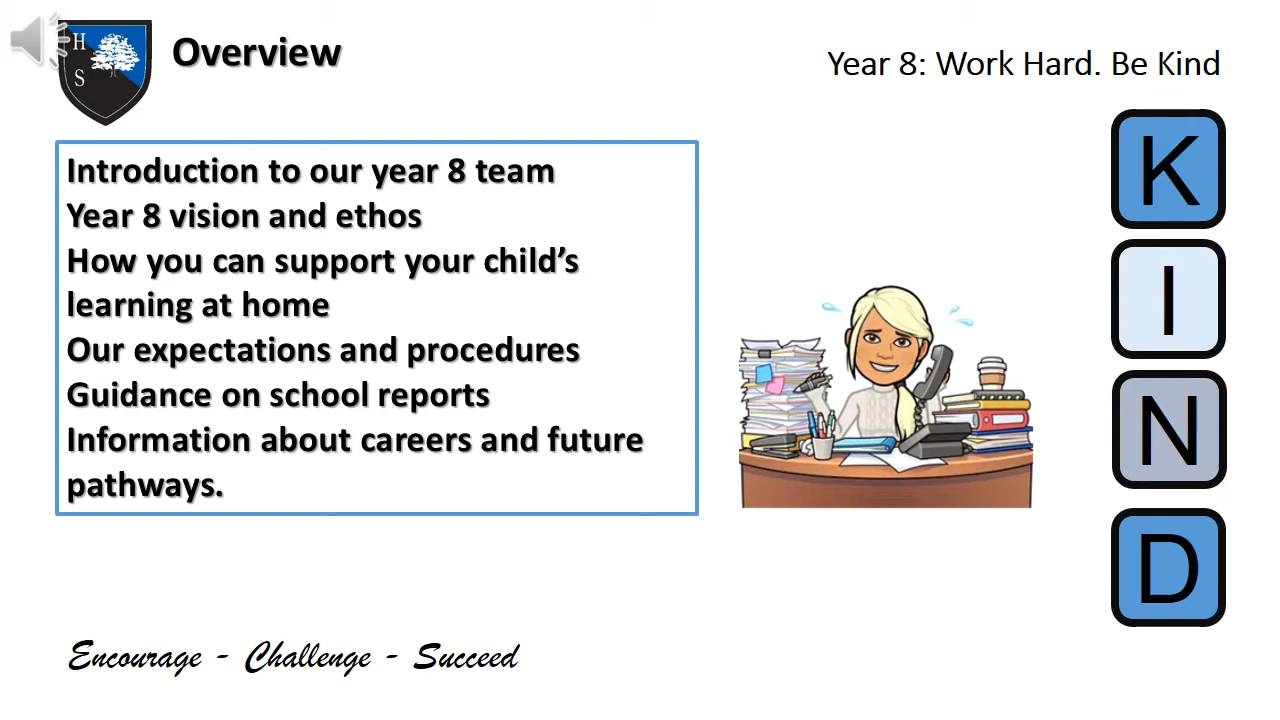 H
S
Overview
Year 8: Work Hard. Be Kind
Introduction to our year 8 team
Year 8 vision and ethos
How you can support your child’s
learning at home
Our expectations and procedures
Guidance on school reports
Information about careers and future
pathways.
K
I
N
D
Encourage - Challenge - Succeed